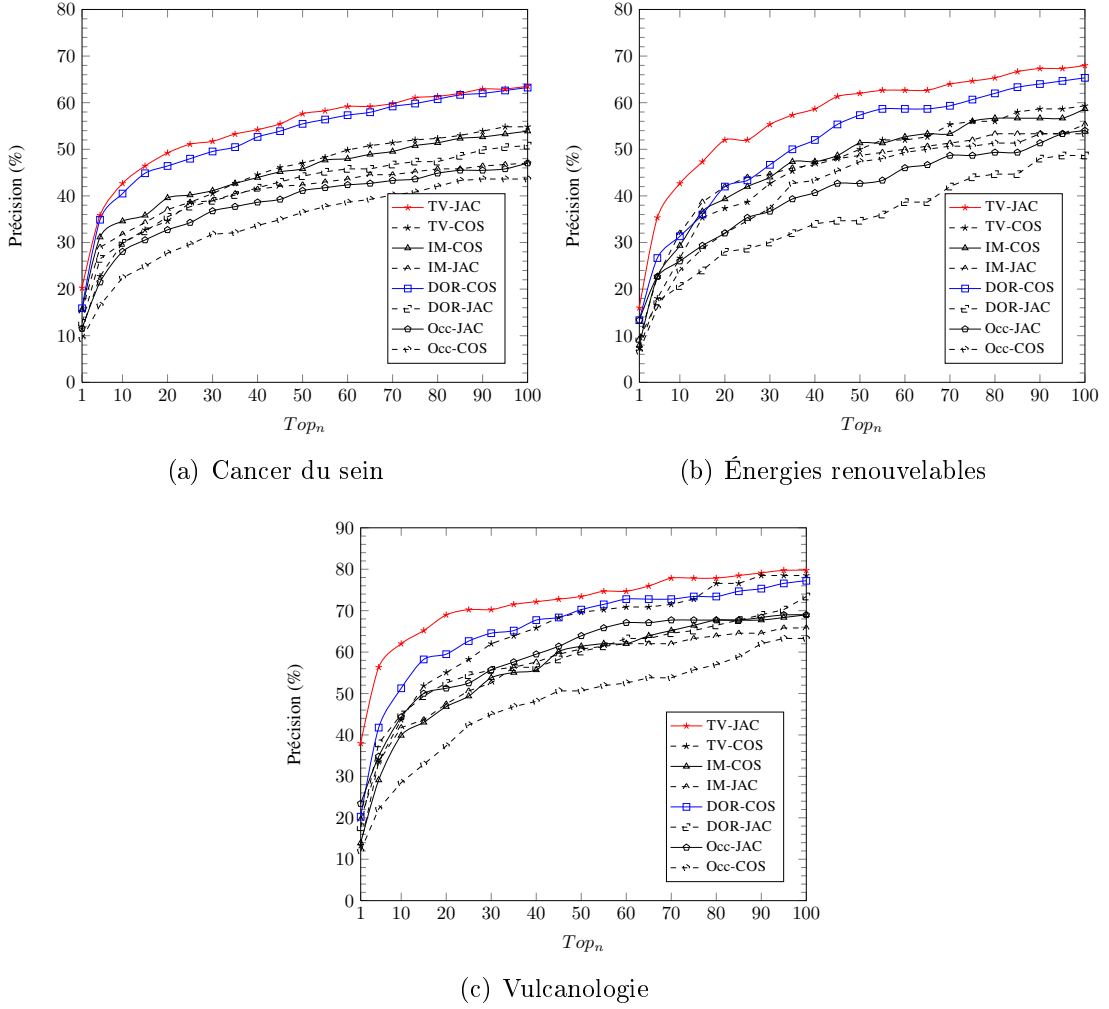 80
70
60
50
40
30
20
10
0
Précision (%)
1 10 20 30 40 50 60 70 80 90 100
Top_n
TV-JAC
TV-COS
IM-COS
IM-JAC
DOR-COS
DOR-JAC
Occ-JAC
Occ-COS
(a) Cancer du sein
80
70
60
50
40
30
20
10
0
Précision (%)
1 10 20 30 40 50 60 70 80 90 100
Top_n
TV-JAC
TV-COS
IM-COS
IM-JAC
DOR-COS
DOR-JAC
Occ-JAC
Occ-COS
(b) Énergies renouvelables
90
80
70
60
50
40
30
20
10
0
Précision (%)
1 10 20 30 40 50 60 70 80 90 100
Top_n
TV-JAC
TV-COS
IM-COS
IM-JAC
DOR-COS
DOR-JAC
Occ-JAC
Occ-COS
(c) Vulcanologie